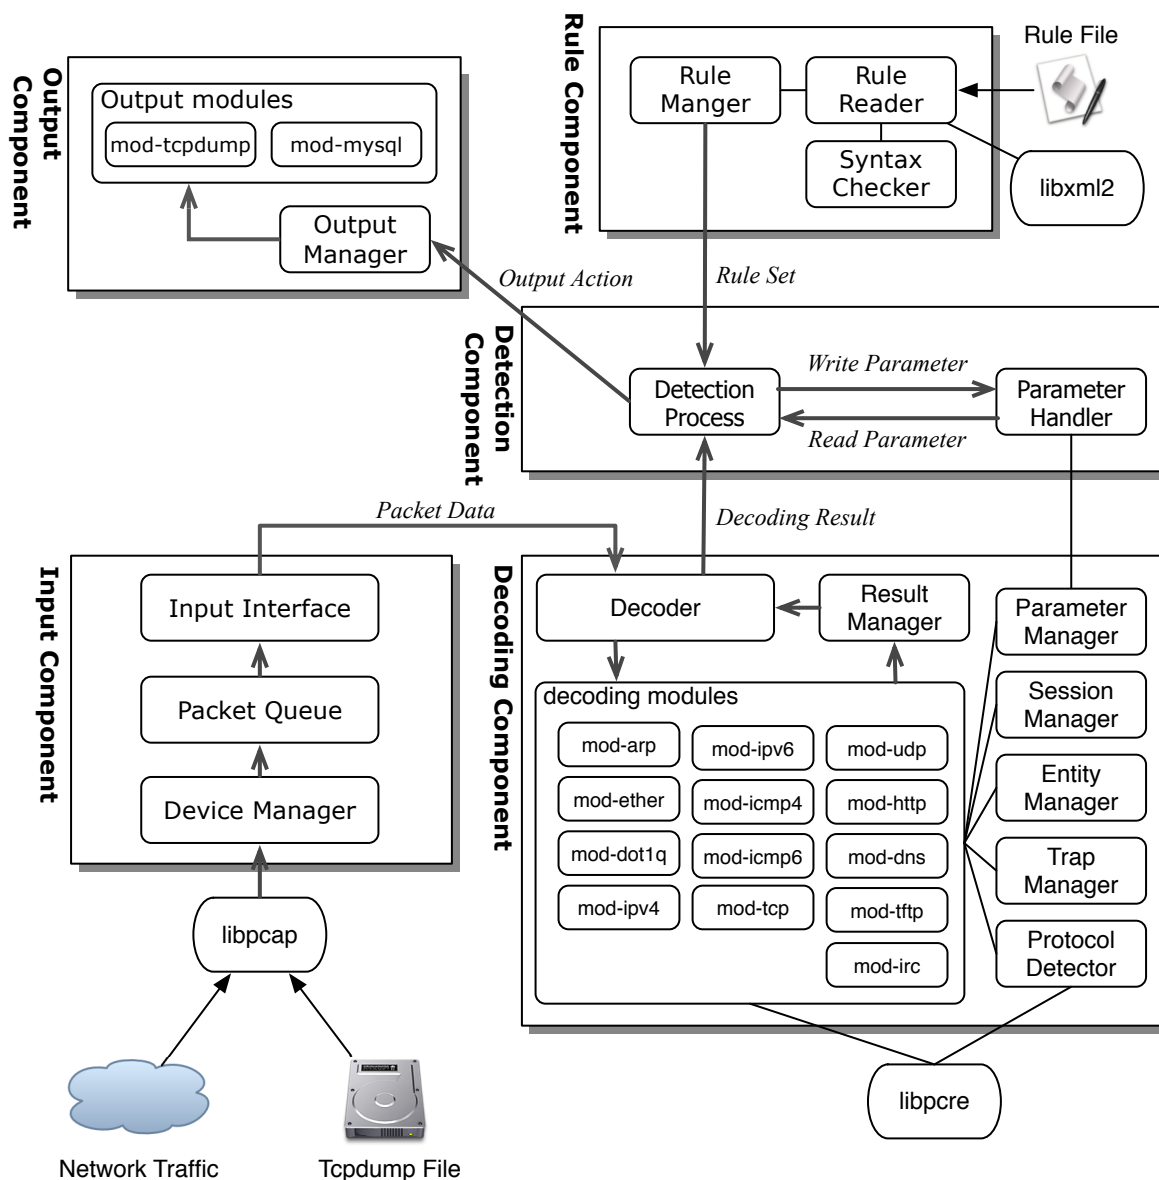 Output
Component
Output modules
mod-tcpdump
mod-mysql
Output
Manager
Rule Component
Rule
Manger
Rule
Reader
Syntax
Checker
Rule File
libxml2
Output Action
Rule Set
Detection
Component
Detection
Process
Write Parameter
Read Parameter
Parameter
Handler
Packet Data
Decoding Result
Input Component
Input Interface
Packet Queue
Device Manager
libpcap
Network Traffic
Tcpdump File
Decoding Component
Decoder
Result
Manager
decoding modules
mod-arp
mod-ipv6
mod-udp
mod-ether
mod-icmp4
mod-http
mod-dot1q
mod-icmp6
mod-dns
mod-ipv4
mod-tcp
mod-tftp
mod-irc
Parameter
Manager
Session
Manager
Entity
Manager
Trap
Manager
Protocol
Detector
libpcre